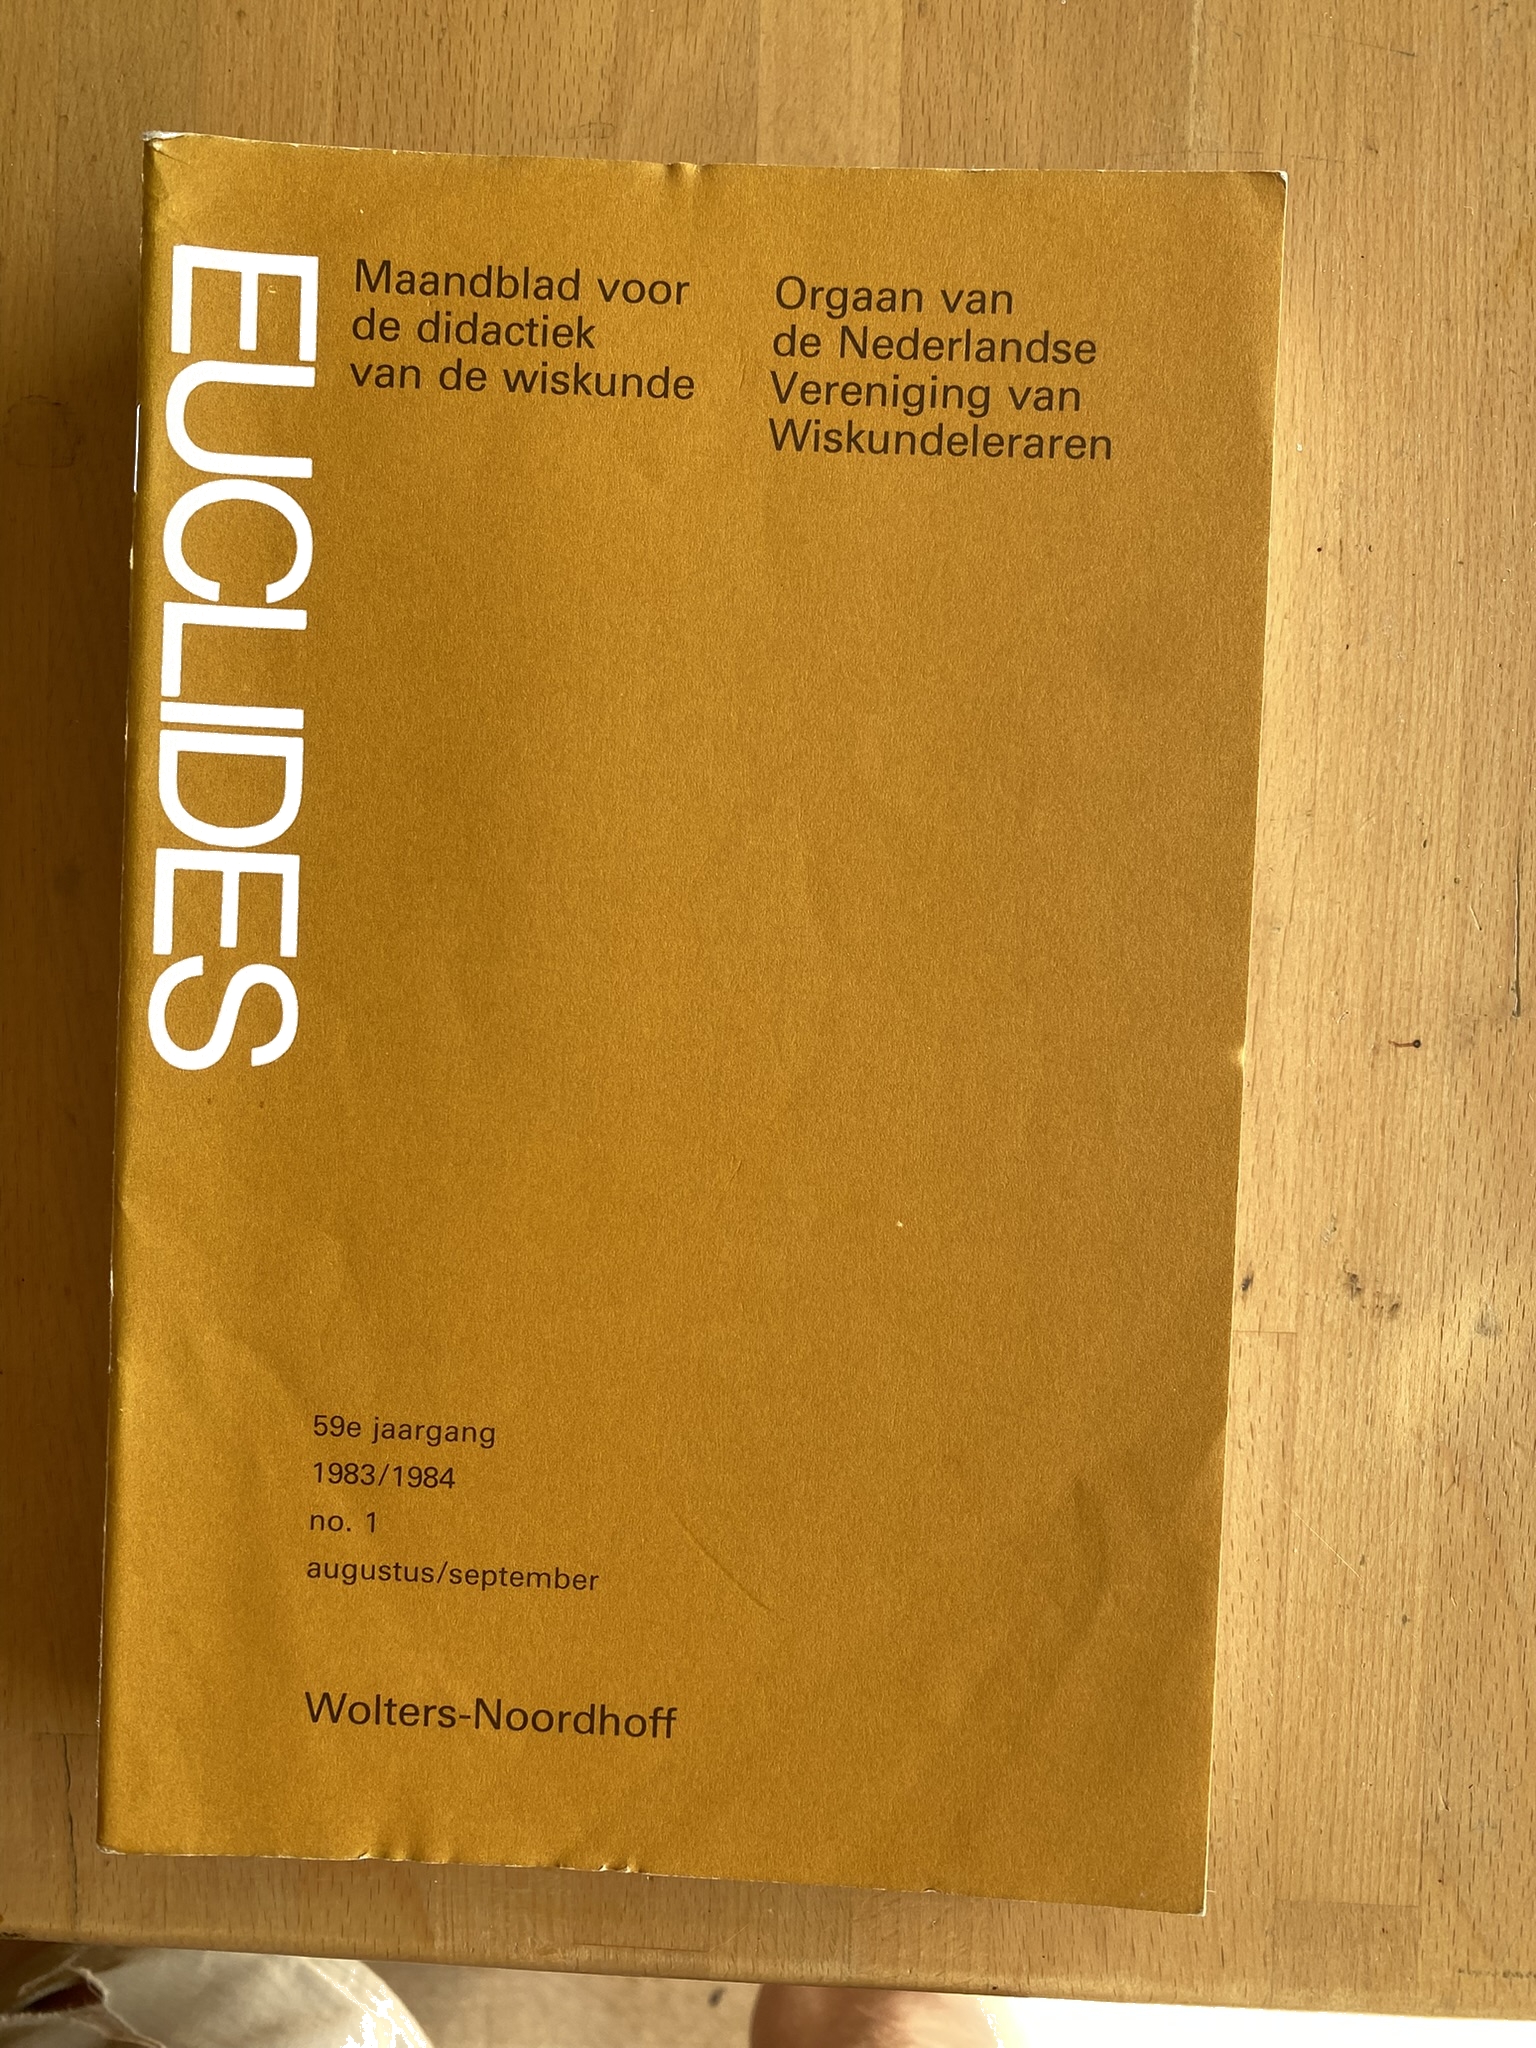 EUCLIDES
Maandblad voor
de didactiek
van de wiskunde
Orgaan van
de Nederlandse
Vereniging van
Wiskundeleraren
59e jaargang
1983/1984
no. 1
augustus/september
Wolters-Noordhoff